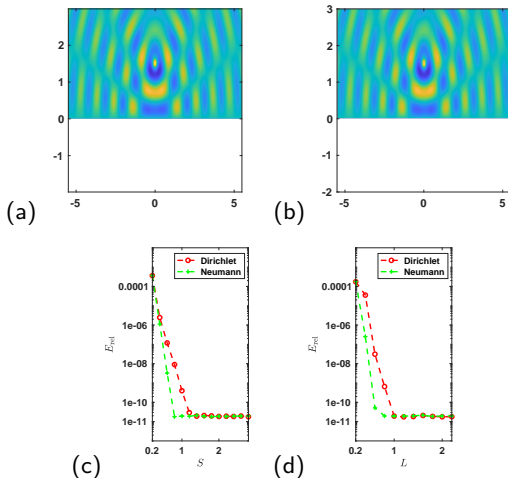 2
1
0
-1
-5 0 5
(a)
3
2
1
0
-1
-2
-5 0 5
(b)
Dirichlet
Neumann
0.0001
1e-06
1e-08
1e-10
1e-11
E_rel
0.2 1 2
S
(c)
Dirichlet
Neumann
0.0001
1e-06
1e-08
1e-10
1e-11
E_rel
0.2 1 2
L
(d)